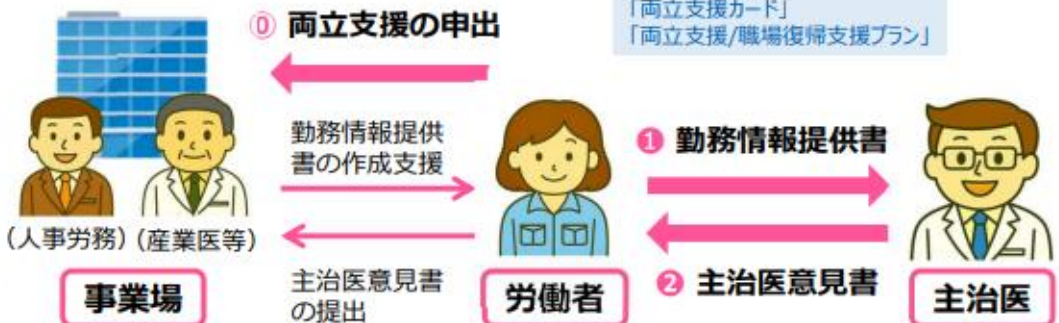 「両立支援カード」
「両立支援/職場復帰支援プラン」
⓪ 両立支援の申出
勤務情報提供
書の作成支援
❶ 勤務情報提供書
(人事労務)(産業医等)
主治医意見書
の提出
❷ 主治医意見書
事業場
労働者
主治医